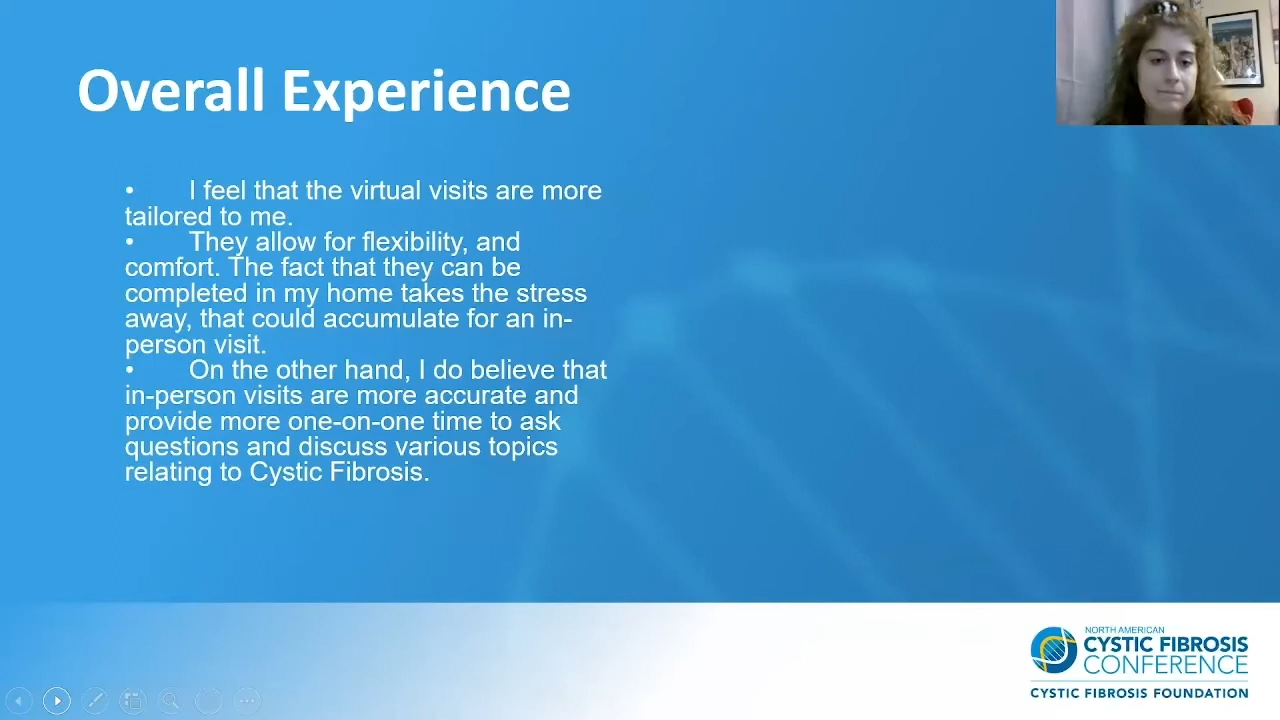 Overall Experience
• I feel that the virtual visits are more
tailored to me.
• They allow for flexibility, and
comfort. The fact that they can be
completed in my home takes the stress
away, that could accumulate for an in-
person visit.
• On the other hand, I do believe that
in-person visits are more accurate and
provide more one-on-one time to ask
questions and discuss various topics
relating to Cystic Fibrosis.
NORTH AMERICAN
CYSTIC FIBROSIS
CONFERENCE
CYSTIC FIBROSIS FOUNDATION